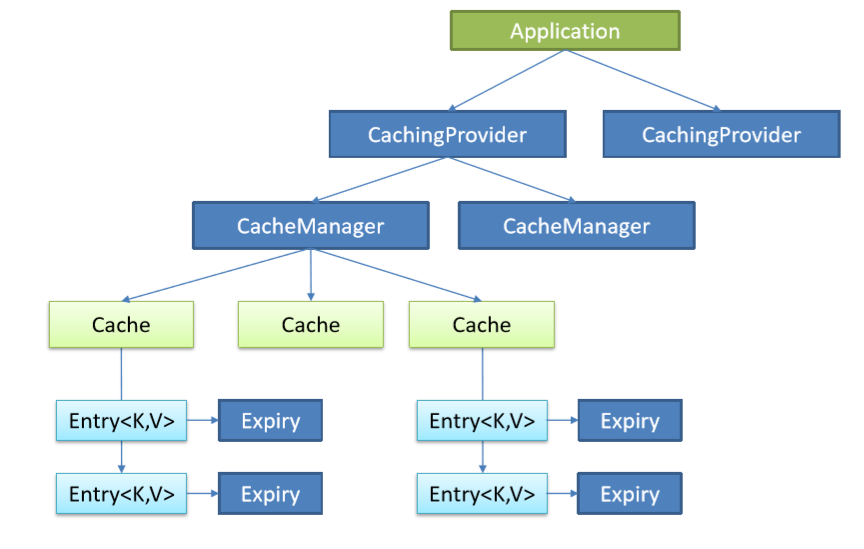 Application
CachingProvider
CachingProvider
CacheManager
CacheManager
Cache
Cache
Cache
Entry<K,V>
Expiry
Entry<K,V>
Expiry
Entry<K,V>
Expiry
Entry<K,V>
Expiry